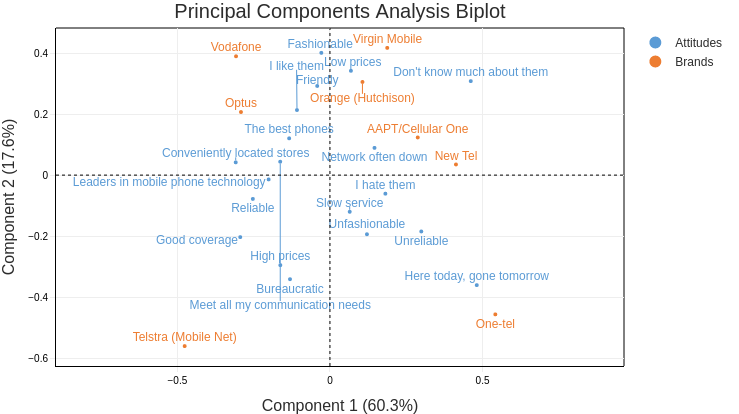 Principal Components Analysis Biplot
Attitudes
Brands
Component 2 (17.6%)
0.4
0.2
0
−0.2
−0.4
−0.6
Virgin Mobile
Fashionable
Vodafone
Low prices
I like them
Don't know much about them
Friendly
Orange (Hutchison)
Optus
The best phones
AAPT/Cellular One
Conveniently located stores
Network often down
New Tel
Leaders in mobile phone technology
I hate them
Slow service
Reliable
Unfashionable
Good coverage
Unreliable
High prices
Here today, gone tomorrow
Bureaucratic
Meet all my communication needs
One-tel
Telstra (Mobile Net)
−0.5
0
0.5
Component 1 (60.3%)